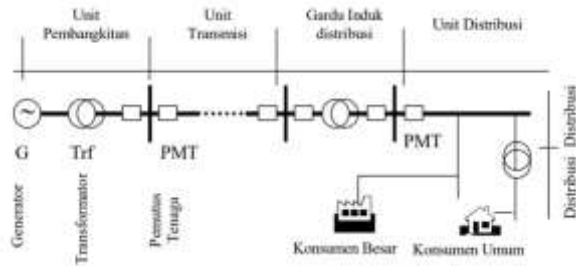 Unit
Pembangkitan
Unit
Transmisi
Gardu Induk
distribusi
Unit Distribusi
~
G
Trf
PMT
PMT
Generator
Transformator
Pemutus
Tenaga
Konsumen Besar
Konsumen Umum
Distribusi
Distribusi